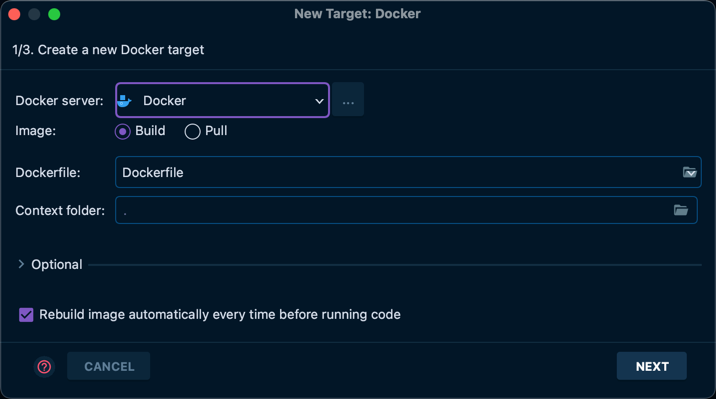 New Target: Docker
1/3. Create a new Docker target
Docker server: Docker ...
Image: Build Pull
Dockerfile: Dockerfile
Context folder: .
Optional
Rebuild image automatically every time before running code
? CANCEL NEXT